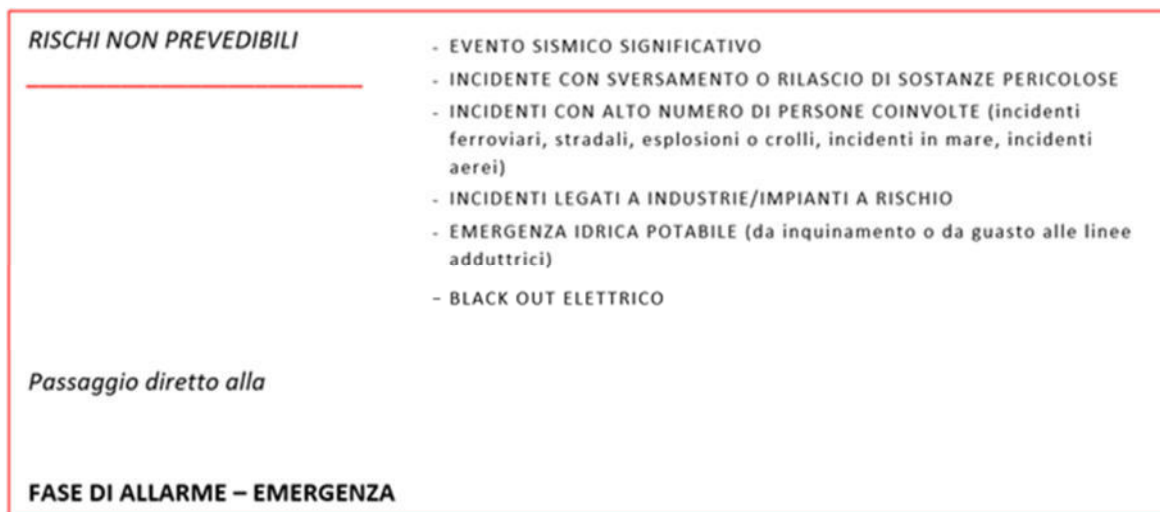 RISCHI NON PREVEDIBILI
- EVENTO SISMICO SIGNIFICATIVO
- INCIDENTE CON SVERSAMENTO O RILASCIO DI SOSTANZE PERICOLOSE
- INCIDENTI CON ALTO NUMERO DI PERSONE COINVOLTE (incidenti
ferroviari, stradali, esplosioni o crolli, incidenti in mare, incidenti
aerei)
- INCIDENTI LEGATI A INDUSTRIE/IMPIANTI A RISCHIO
- EMERGENZA IDRICA POTABILE (da inquinamento o da guasto alle linee
adduttrici)
- BLACK OUT ELETTRICO
Passaggio diretto alla
FASE DI ALLARME – EMERGENZA